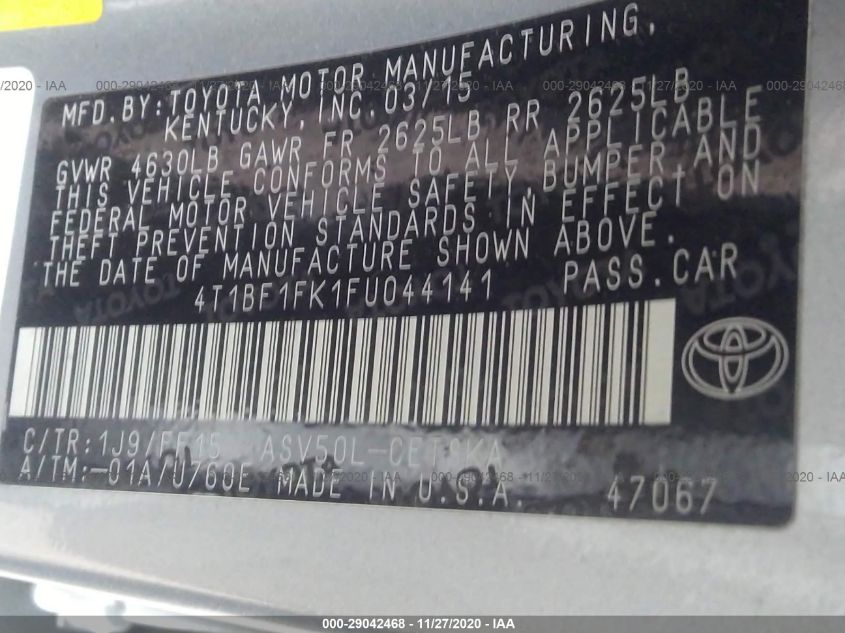 MFD.BY:TOYOTA MOTOR MANUFACTURING,
KENTUCKY, INC. 03/15
GVWR 4630LB GAWR FR 2625LB RR 2625LB
THIS VEHICLE CONFORMS TO ALL APPLICABLE
FEDERAL MOTOR VEHICLE SAFETY,BUMPER,AND
THEFT PREVENTION STANDARDS IN EFFECT ON
THE DATE OF MANUFACTURE SHOWN ABOVE.
4T1BF1FK1FU044141 PASS.CAR
C/TR:1J9/FF15 ASV50L-CETGKA
A/TM:-01A/U760E MADE IN U.S.A. 47067
000-29042468 - 11/27/2020 - IAA